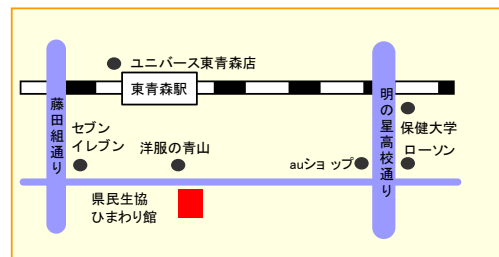 ユニバース東青森店
東青森駅
藤田組通り
明の星高校通り
保健大学
セブン
イレブン
洋服の青山
auショップ
ローソン
県民生協
ひまわり館